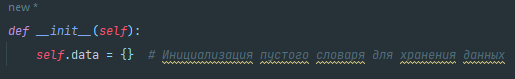 new *
def __init__(self):
    self.data = {}  # Инициализация пустого словаря для хранения данных